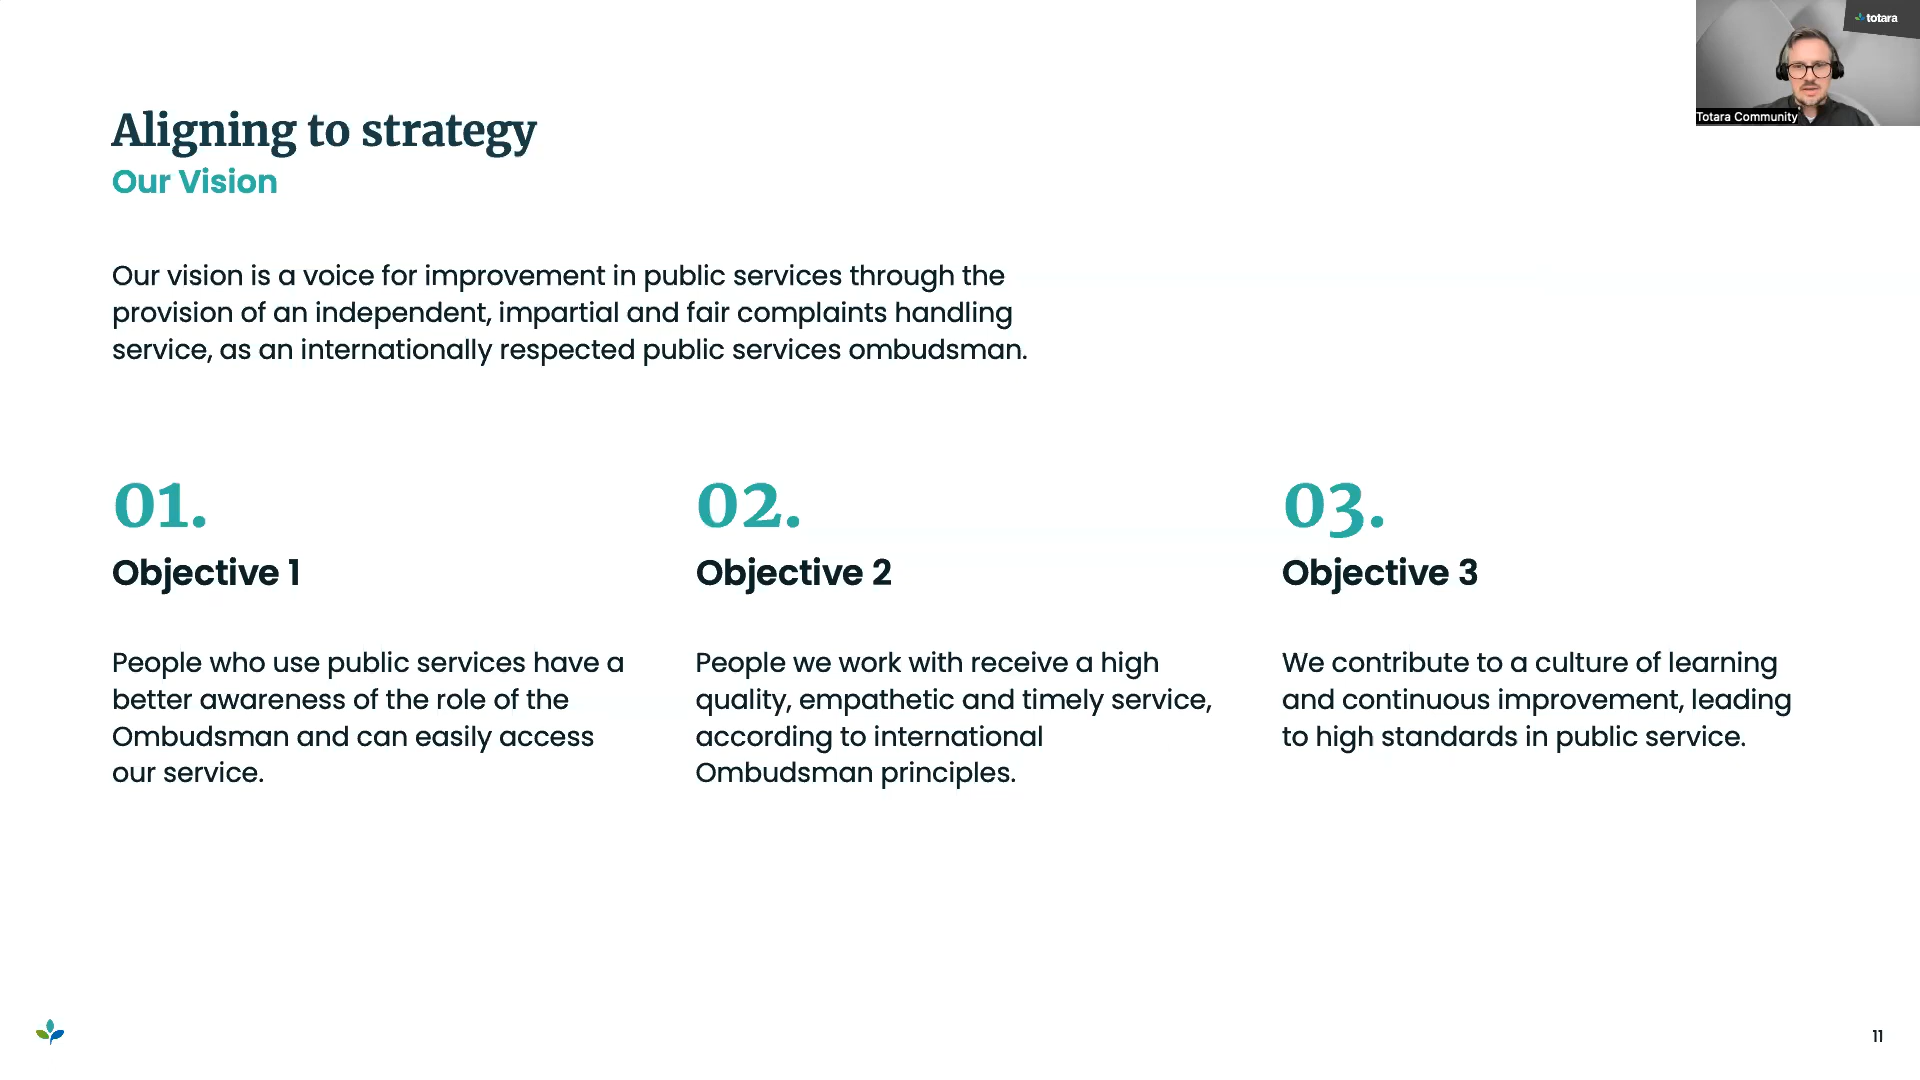 totara
Totara Community
Aligning to strategy
Our Vision
Our vision is a voice for improvement in public services through the
provision of an independent, impartial and fair complaints handling
service, as an internationally respected public services ombudsman.
01.
Objective 1
People who use public services have a
better awareness of the role of the
Ombudsman and can easily access
our service.
02.
Objective 2
People we work with receive a high
quality, empathetic and timely service,
according to international
Ombudsman principles.
03.
Objective 3
We contribute to a culture of learning
and continuous improvement, leading
to high standards in public service.
11